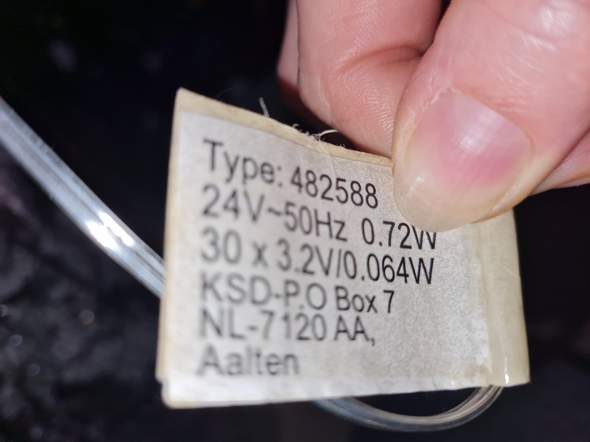 Type: 482588
24V~50Hz 0.72W
30 x 3.2V/0.064W
KSD-P.O Box 7
NL-7120 AA,
Aalten